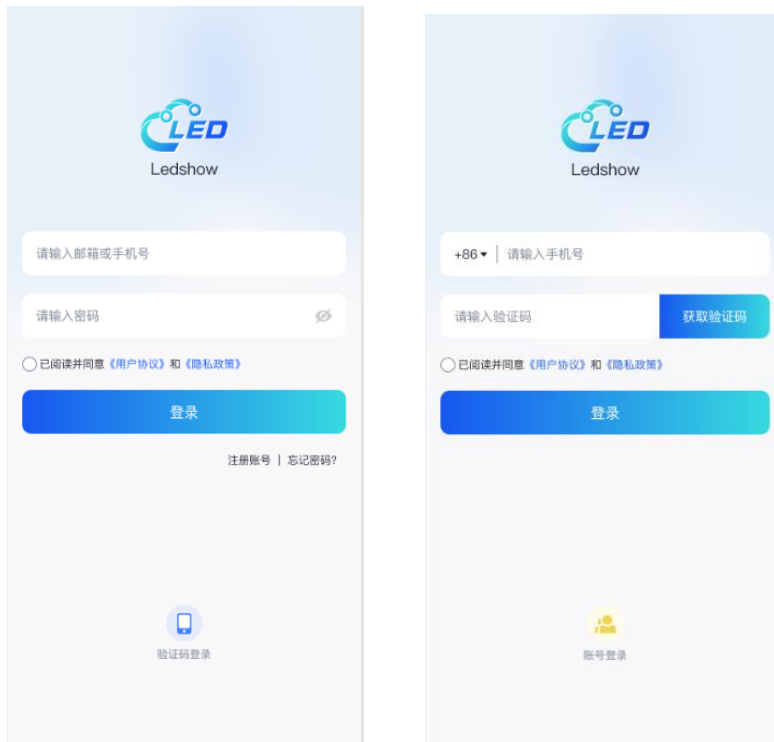 LED
Ledshow
请输入邮箱或手机号
请输入密码
已阅读并同意《用户协议》和《隐私政策》
登录
注册账号 | 忘记密码?
验证码登录
LED
Ledshow
+86 | 请输入手机号
请输入验证码 获取验证码
已阅读并同意《用户协议》和《隐私政策》
登录
账号登录